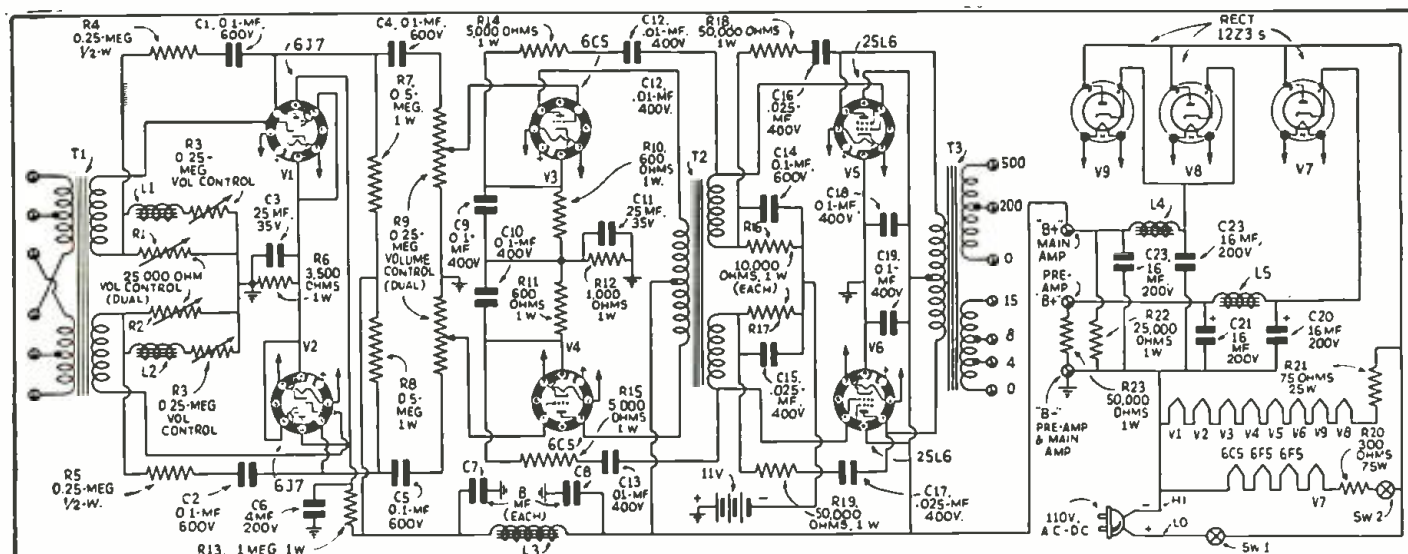 R4
0.25-MEG
1/2-W.
C1, 0.1-MF
600V
6J7
C4, 0.1-MF.
600V
R14
5,000 OHMS
1 W
C12,
.01-MF.
400V.
6C5
R18,
50,000 OHMS
1W
25L6
RECT
12Z3s
R7,
0.5-
MEG.
1 W
C12,
.01-MF
400V.
C16
.025-
MF
400V.
T1
R3
0.25-
MEG
VOL CONTROL
L1
V1
R1
C3
25 MF.
35V
25,000 OHM
VOL CONTROL
(DUAL)
R6
3,500
OHMS
1W
R2
L2
V2
R3
0.25-MEG
VOL
CONTROL
R9
0.25-MEG
VOLUME
CONTROL
(DUAL)
R8
0.5-
MEG
1W
V3
R10,
600
OHMS
1W.
C9
0.1-
MF
400V
C10
0.1-MF
400V
C11
25 MF.
35V
R11
600
OHMS
1W
R12
1,000 OHMS
1W
V4
R15
5,000
OHMS
1W
6C5
T2
C14
0.1-MF.
600V
R16
10,000
OHMS, 1 W
(EACH)
R17
C15,
.025-
MF
400V
V5
C18
0.1-MF
400V.
C19,
0.1-
MF
400V.
V6
T3
500
200
0
15
8
4
0
25L6
V9
V8
V7
"B+"
MAIN
AMP
PRE-
AMP
"B+"
L4
C23,
16
MF
200V.
C23
16 MF,
200V
L5
R22
25,000
OHMS
1W
C21
16
MF
200V
C20
16 MF
200V
"B-"
PRE-AMP
& MAIN
AMP
R23
50,000
OHMS
1W
R21
75 OHMS
25W
V1 V2 V3 V4 V5 V6 V9 V8
R20
300
OHMS
75W
6C5 6F5 6F5
V7
SW 2
110V.
AC-DC
HI
LO
SW 1
R5
0.25-MEG
1/2-W.
C2
0.1-MF
600V
6J7
C6
4 MF
200V
R13, 1 MEG 1W
C5
0.1-MF
600V
C7
8
MF
(EACH)
C8
L3
C13
.01-MF
400V
11V
+
-
R19,
50,000
OHMS, 1 W
C17,
.025-MF
400V.